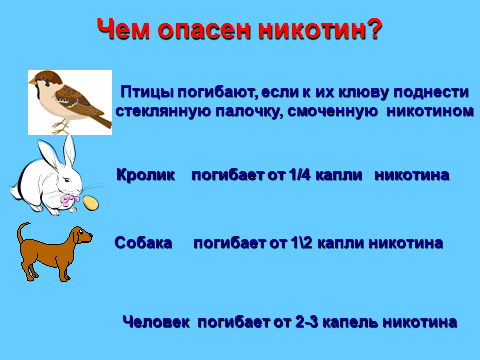 Чем опасен никотин?
Птицы погибают, если к их клюву поднести
стеклянную палочку, смоченную никотином
Кролик погибает от 1/4 капли никотина
Собака погибает от 1\2 капли никотина
Человек погибает от 2-3 капель никотина